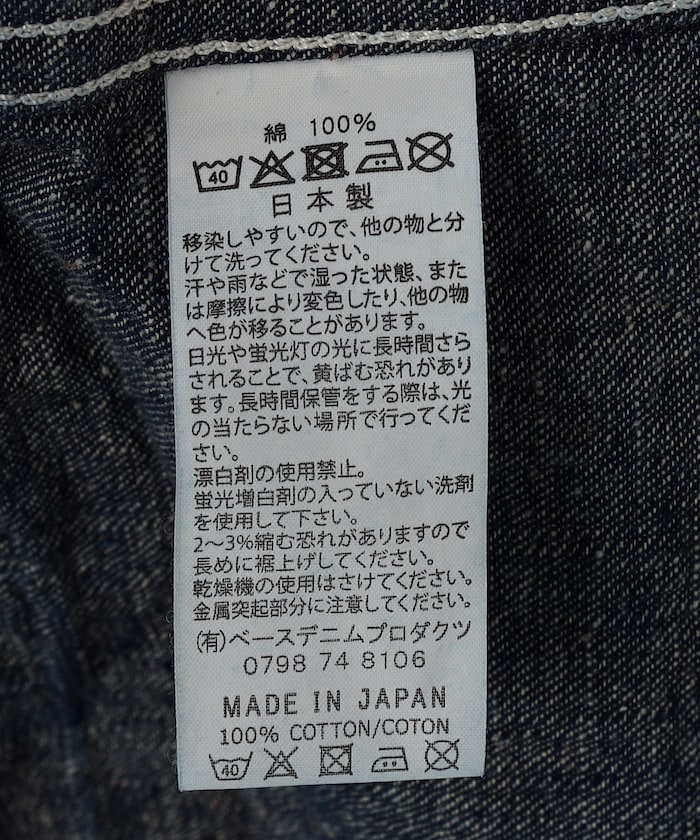 綿 100%
40
日本製
移染しやすいので、他の物と分
けて洗ってください。
汗や雨などで湿った状態、また
は摩擦により変色したり、他の物
へ色が移ることがあります。
日光や蛍光灯の光に長時間さら
されることで、黄ばむ恐れがあり
ます。長時間保管をする際は、光
の当たらない場所で行ってくだ
さい。
漂白剤の使用禁止。
蛍光増白剤の入っていない洗剤
を使用して下さい。
2〜3%縮む恐れがありますので
長めに裾上げしてください。
乾燥機の使用はさけてください。
金属突起部分に注意してください。
(有)ベースデニムプロダクツ
0798 74 8106
MADE IN JAPAN
100% COTTON/COTON
40